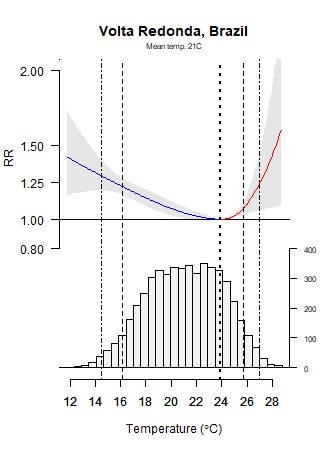 Volta Redonda, Brazil
Mean temp. 21C
2.00
1.50
1.25
1.00
0.80
RR
400
300
200
100
0
12 14 16 18 20 22 24 26 28
Temperature (°C)